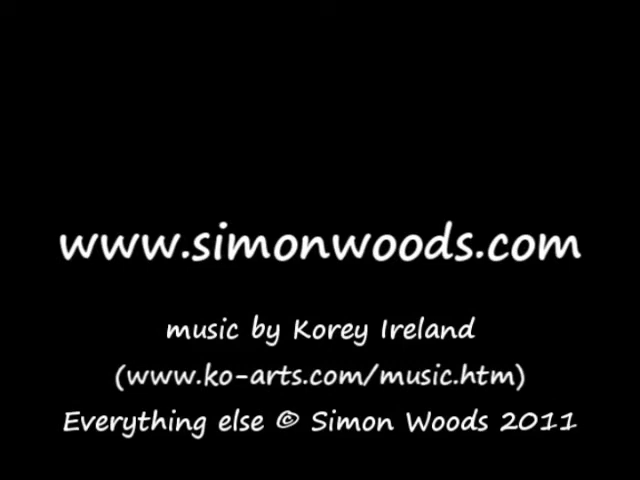 www.simonwoods.com
music by Korey Ireland
(www.ko-arts.com/music.htm)
Everything else © Simon Woods 2011